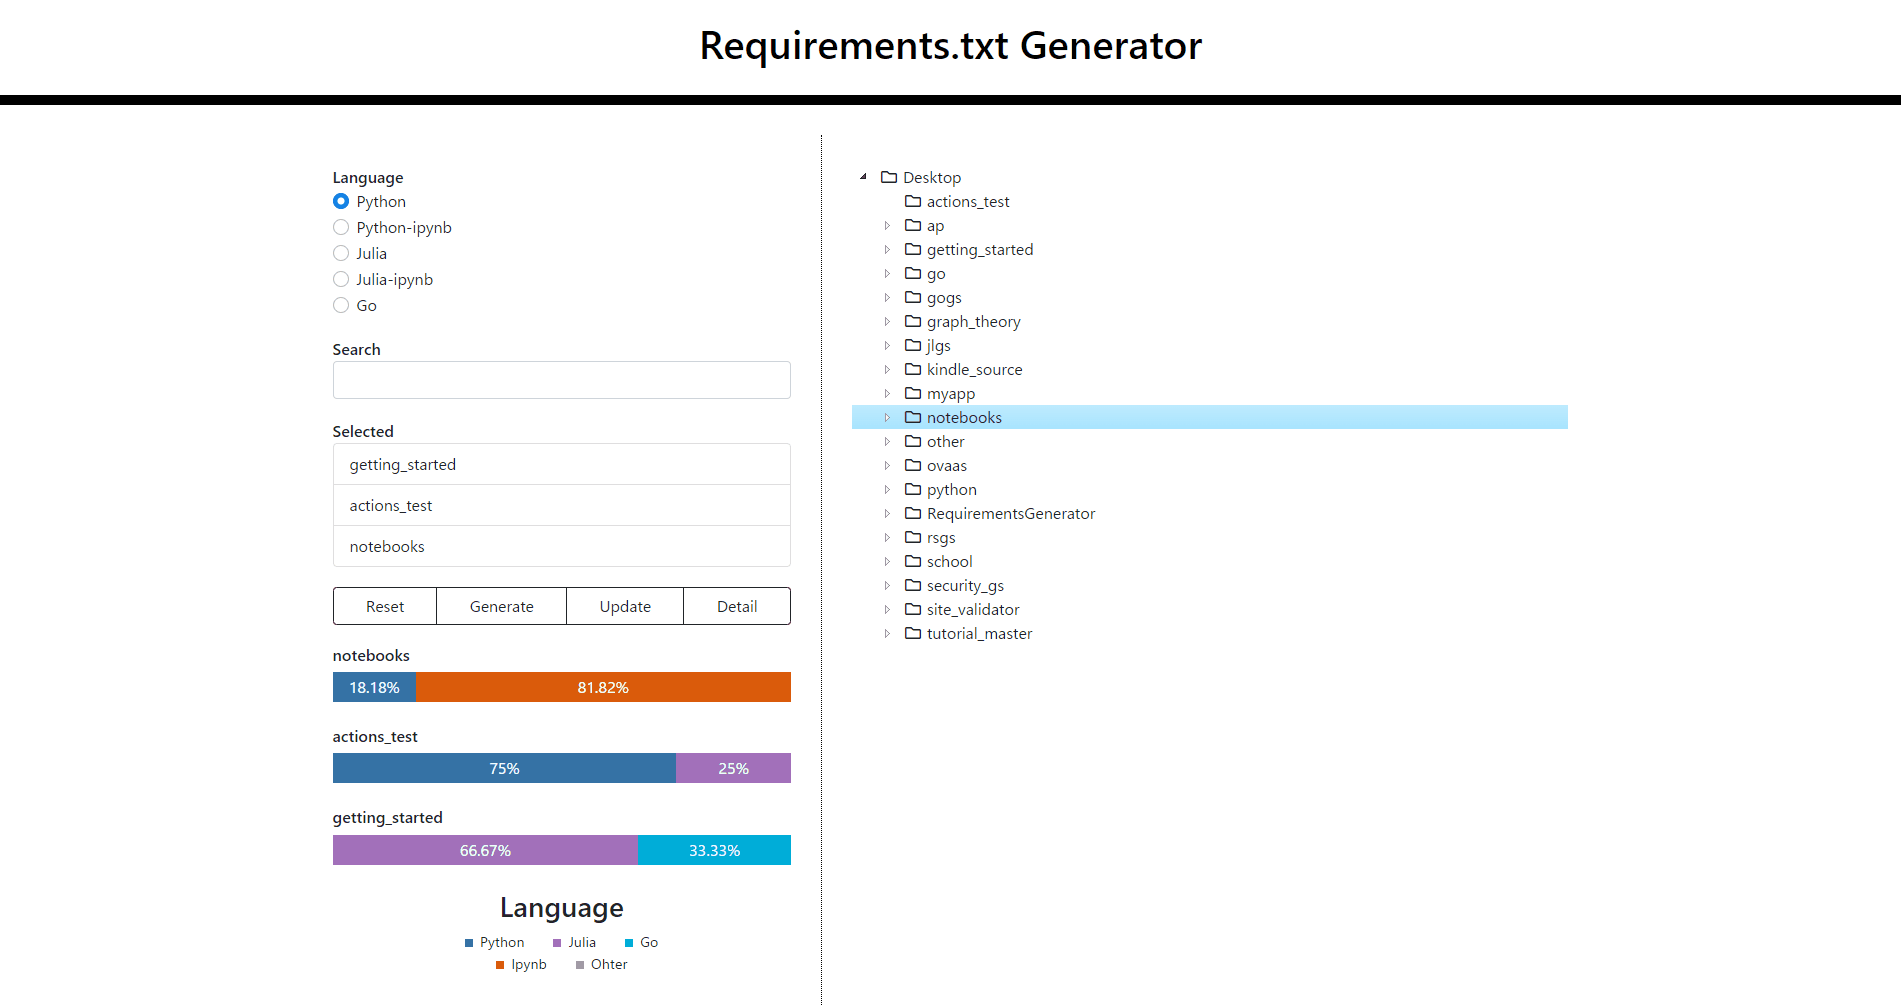 Requirements.txt Generator
Language
Python
Python-ipynb
Julia
Julia-ipynb
Go
Search
Selected
getting_started
actions_test
notebooks
Reset Generate Update Detail
notebooks
18.18% 81.82%
actions_test
75% 25%
getting_started
66.67% 33.33%
Language
Python Julia Go
Ipynb Ohter
Desktop
actions_test
ap
getting_started
go
gogs
graph_theory
jlgs
kindle_source
myapp
notebooks
other
ovaas
python
RequirementsGenerator
rsgs
school
security_gs
site_validator
tutorial_master